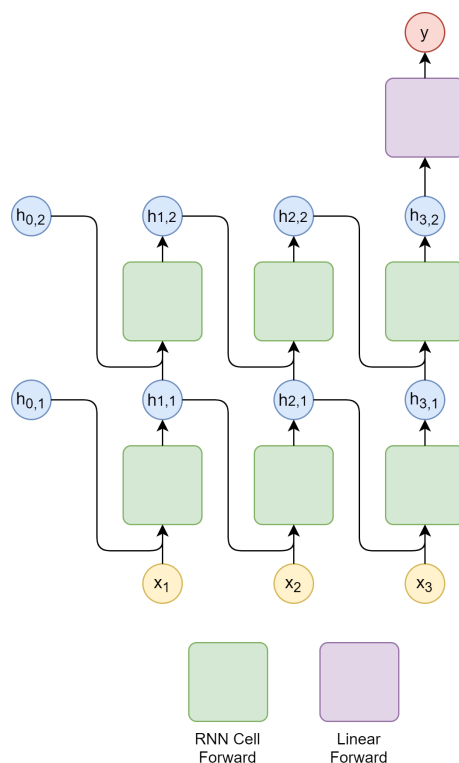 y
h0,2
h1,2
h2,2
h3,2
h0,1
h1,1
h2,1
h3,1
x1
x2
x3
RNN Cell
Forward
Linear
Forward